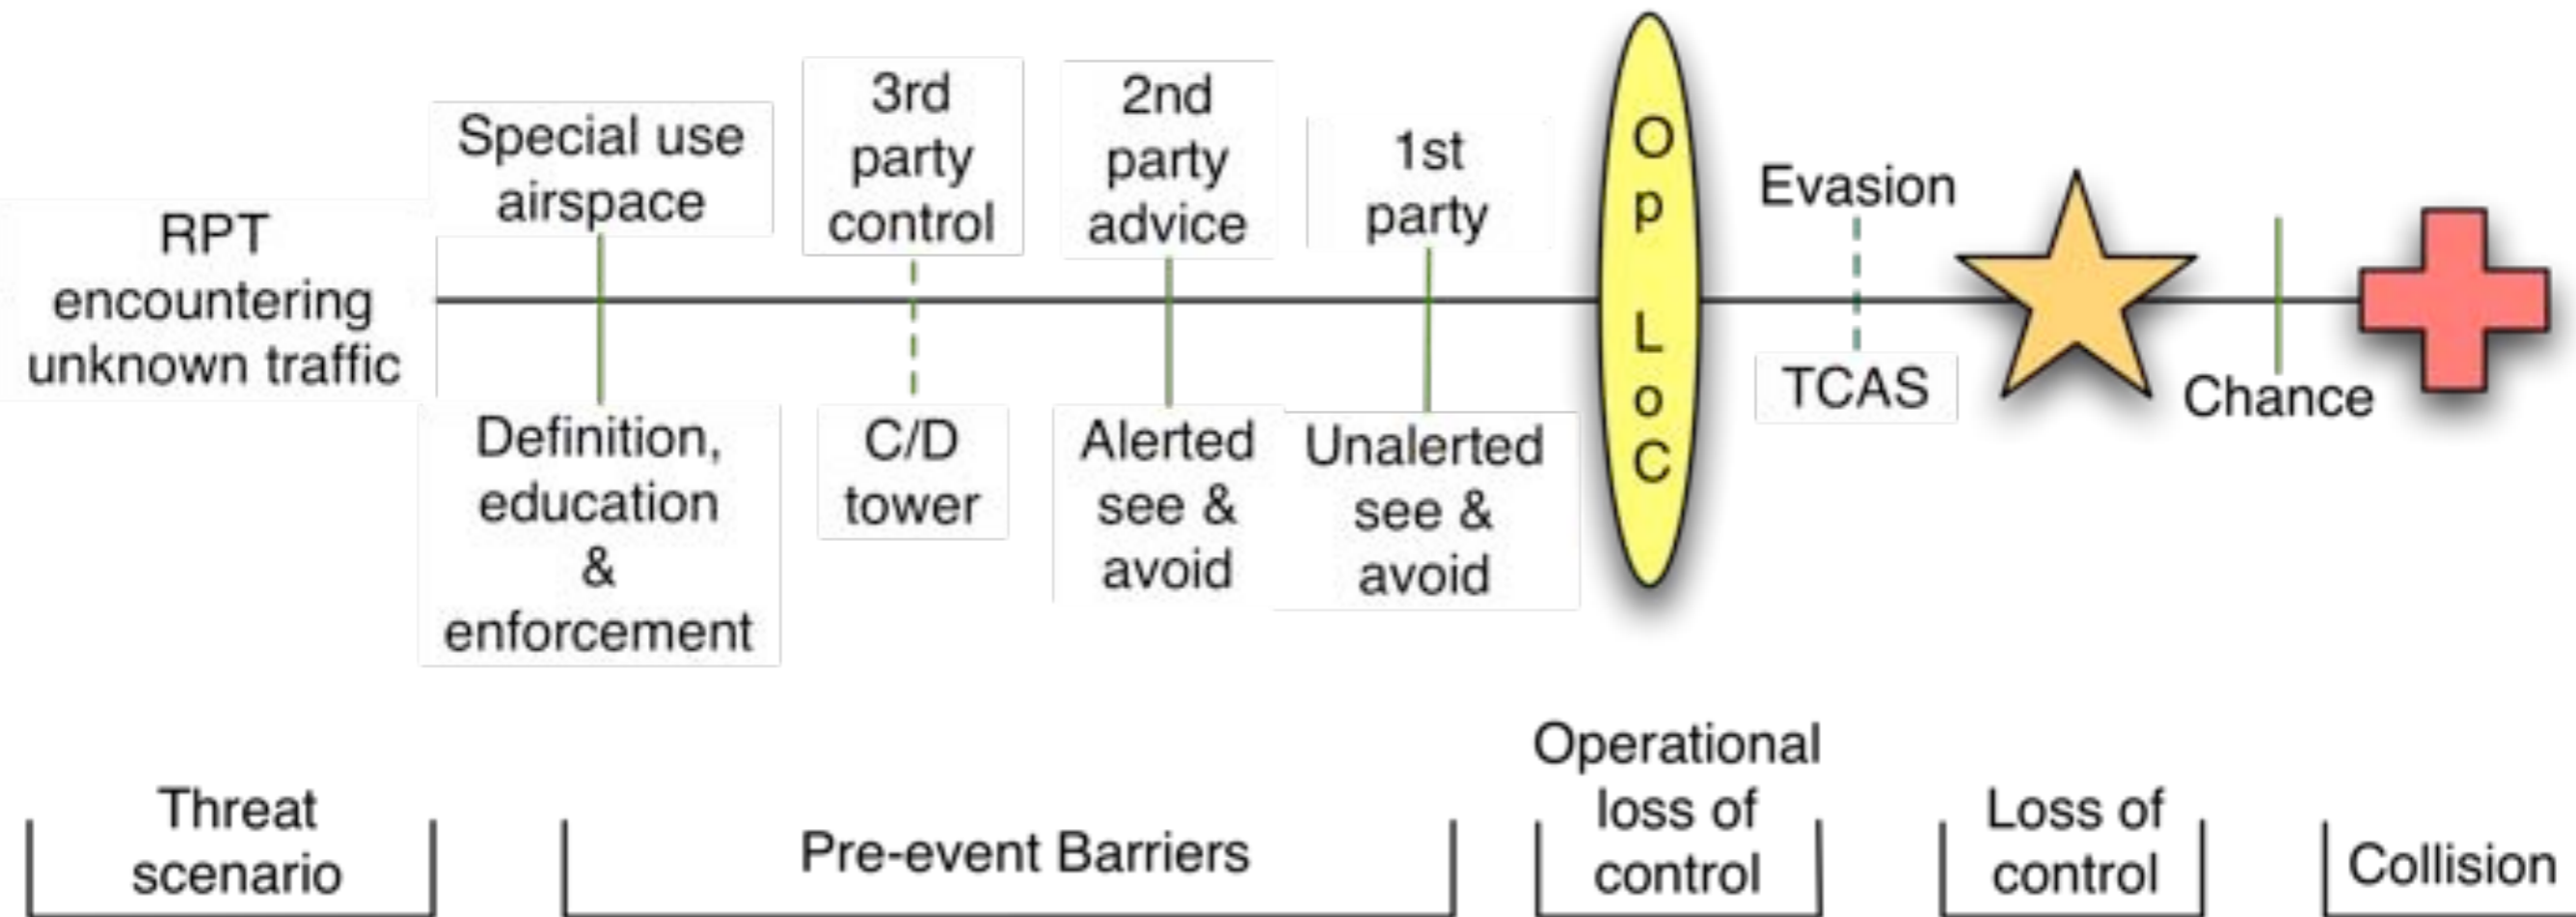 RPT
encountering
unknown traffic
Special use
airspace
Definition,
education
&
enforcement
3rd
party
control
C/D
tower
2nd
party
advice
Alerted
see &
avoid
1st
party
Unalerted
see &
avoid
O
p
L
o
C
Evasion
TCAS
Chance
Threat
scenario
Pre-event Barriers
Operational
loss of
control
Loss of
control
Collision